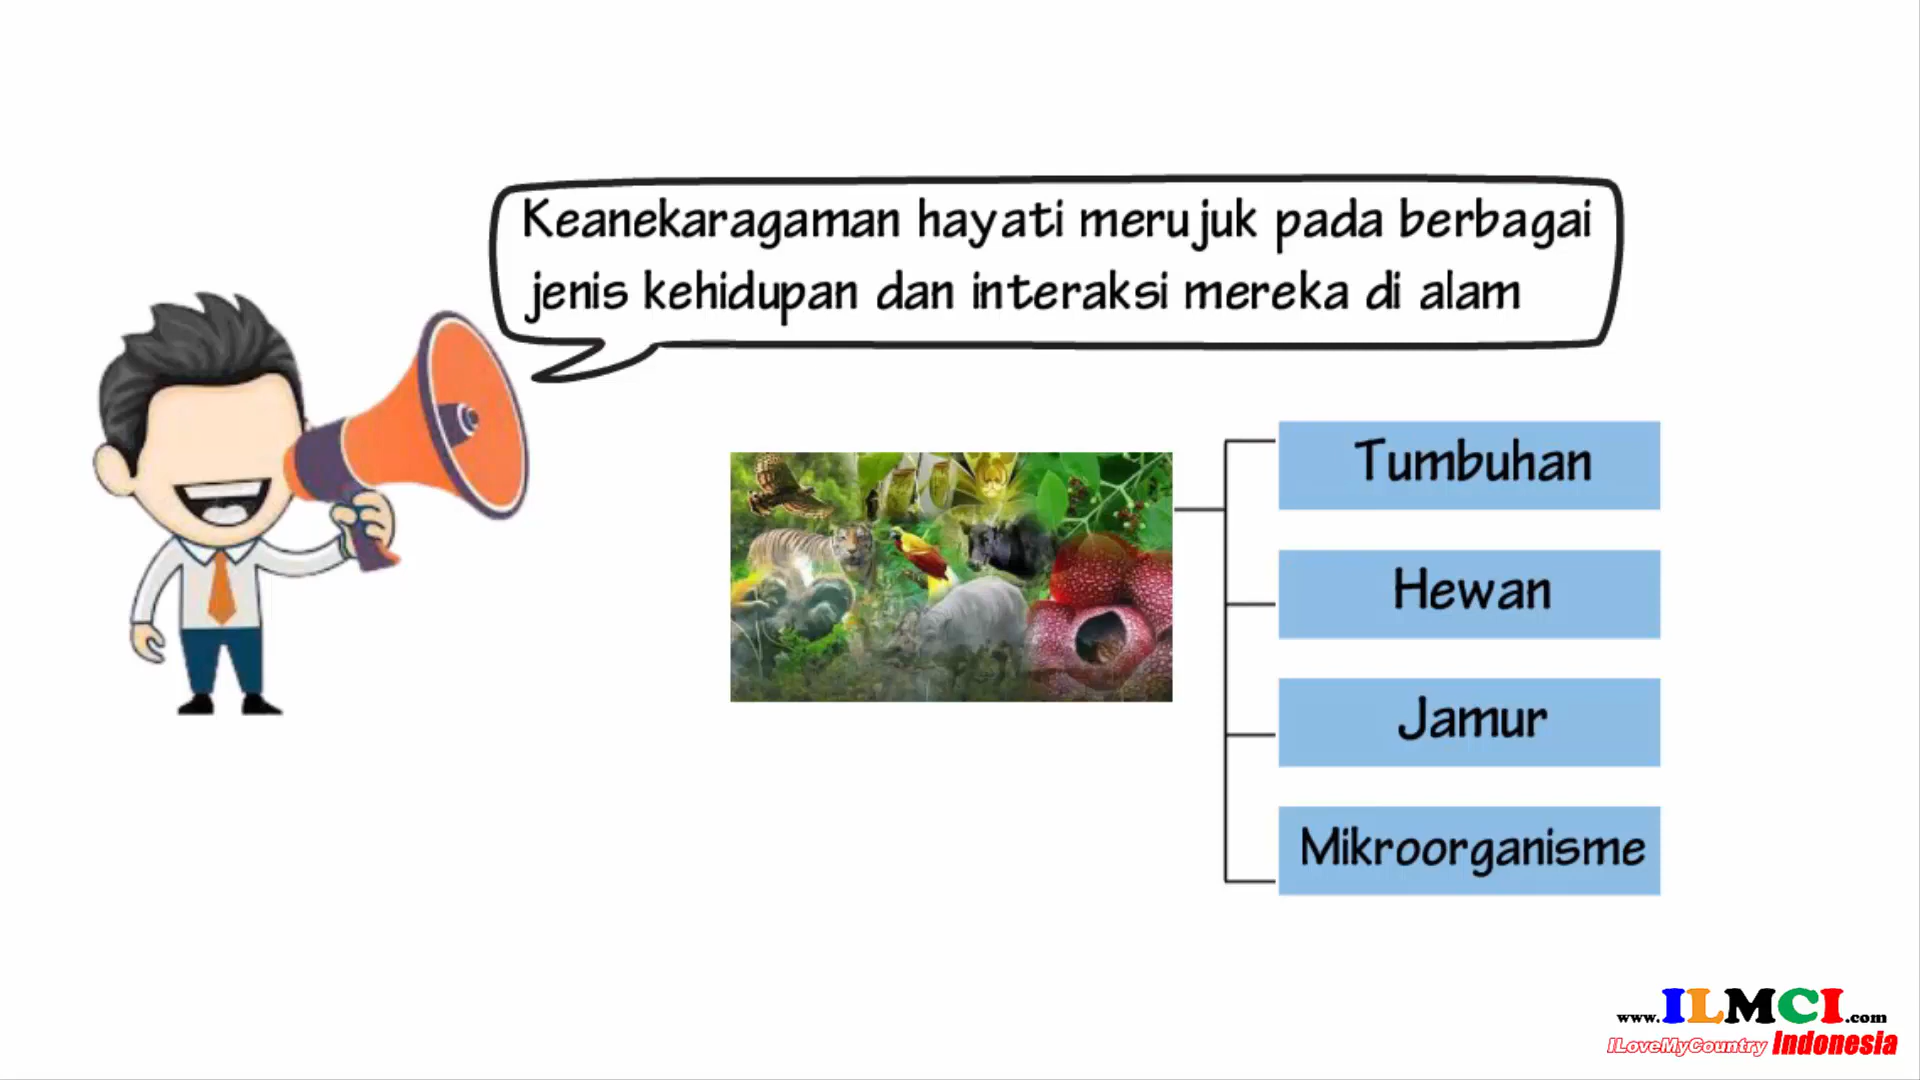 Keanekaragaman hayati merujuk pada berbagai
jenis kehidupan dan interaksi mereka di alam
Tumbuhan
Hewan
Jamur
Mikroorganisme
www.ILMCI.com
ILoveMyCountry Indonesia